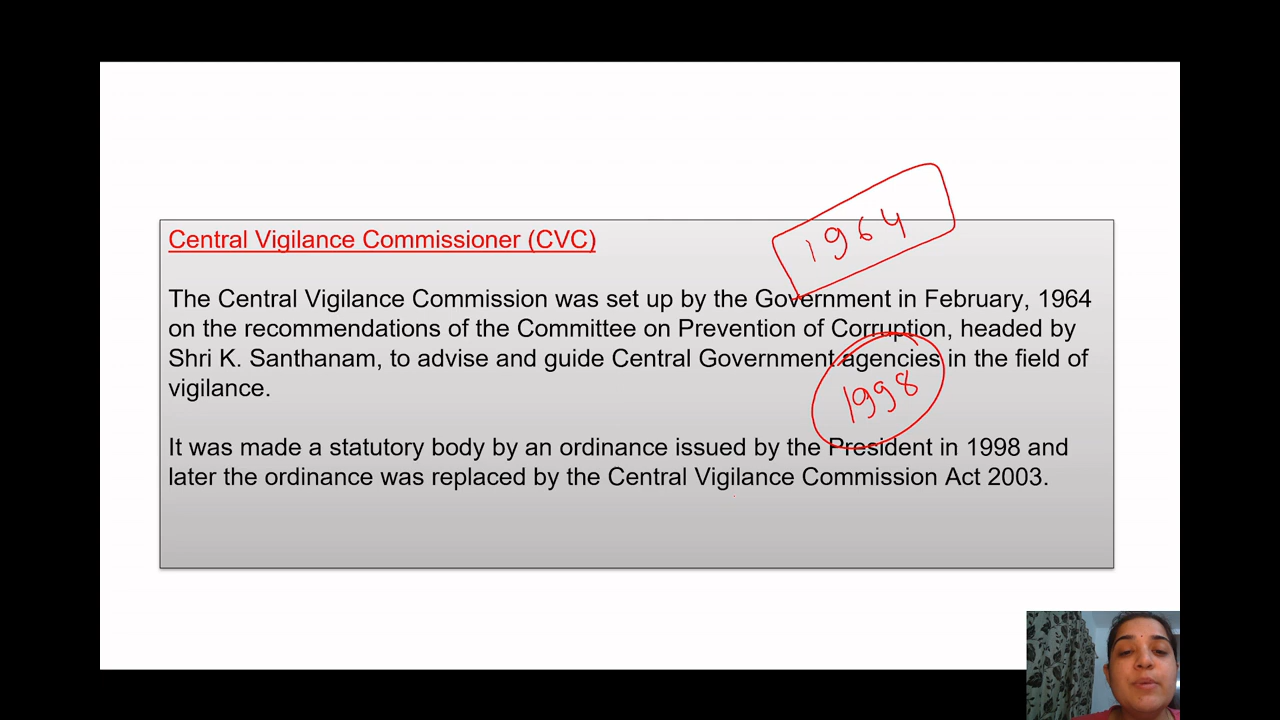 1964
Central Vigilance Commissioner (CVC)
The Central Vigilance Commission was set up by the Government in February, 1964
on the recommendations of the Committee on Prevention of Corruption, headed by
Shri K. Santhanam, to advise and guide Central Government agencies in the field of
vigilance.
1998
It was made a statutory body by an ordinance issued by the President in 1998 and
later the ordinance was replaced by the Central Vigilance Commission Act 2003.